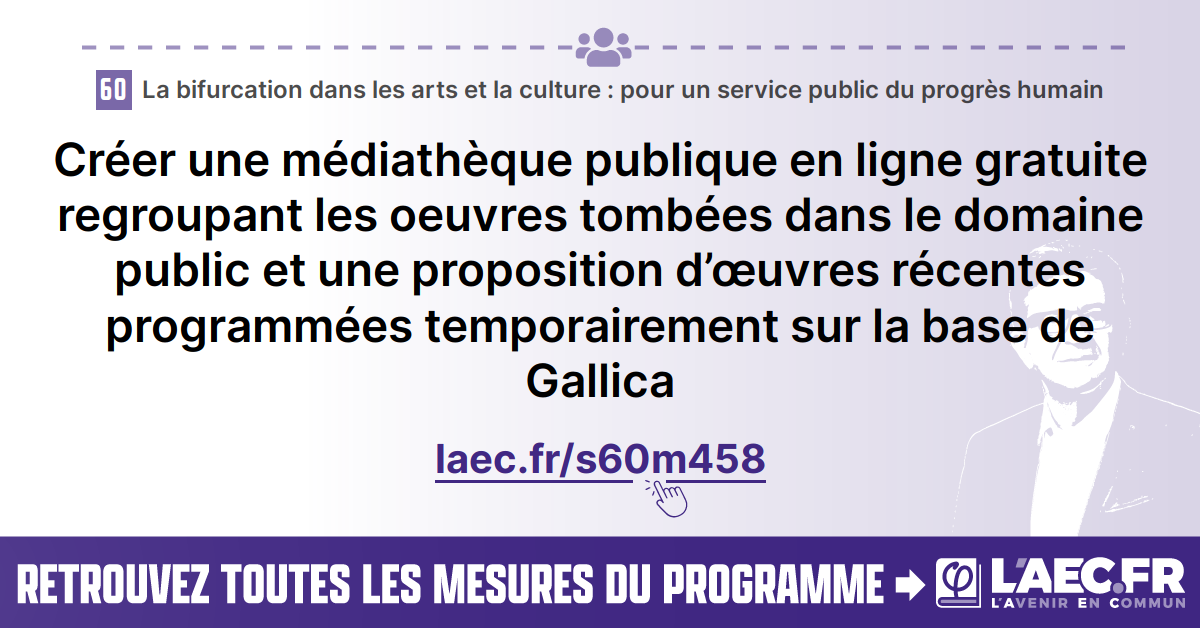 60 La bifurcation dans les arts et la culture : pour un service public du progrès humain
Créer une médiathèque publique en ligne gratuite
regroupant les oeuvres tombées dans le domaine
public et une proposition d’œuvres récentes
programmées temporairement sur la base de
Gallica
laec.fr/s60m458
RETROUVEZ TOUTES LES MESURES DU PROGRAMME
L'AEC.FR
L'AVENIR EN COMMUN